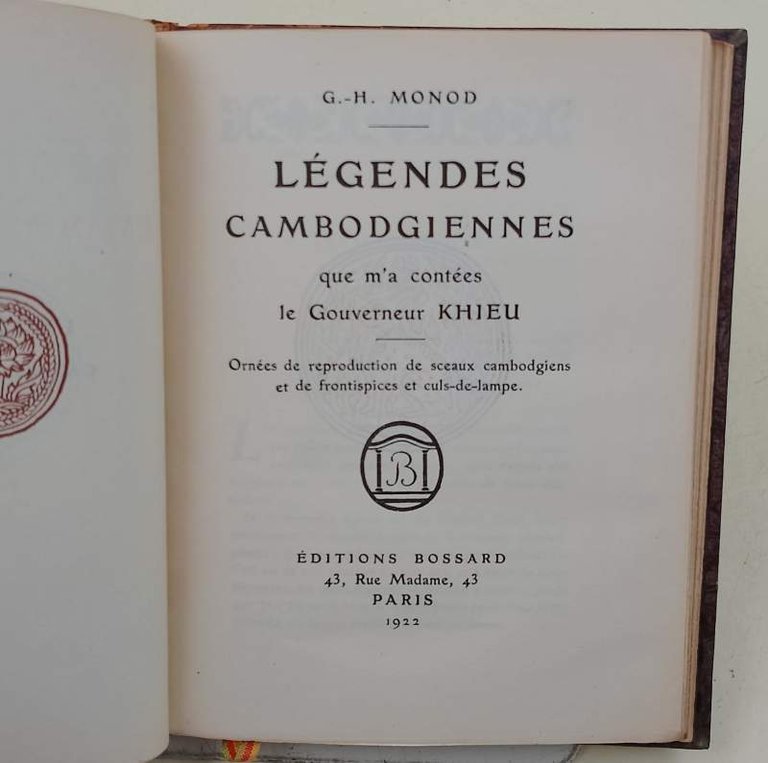 G.-H. MONOD
LÉGENDES
CAMBODGIENNES
que m'a contées
le Gouverneur KHIEU
Ornées de reproduction de sceaux cambodgiens
et de frontispices et culs-de-lampe.
B
ÉDITIONS BOSSARD
43, Rue Madame, 43
PARIS
1922